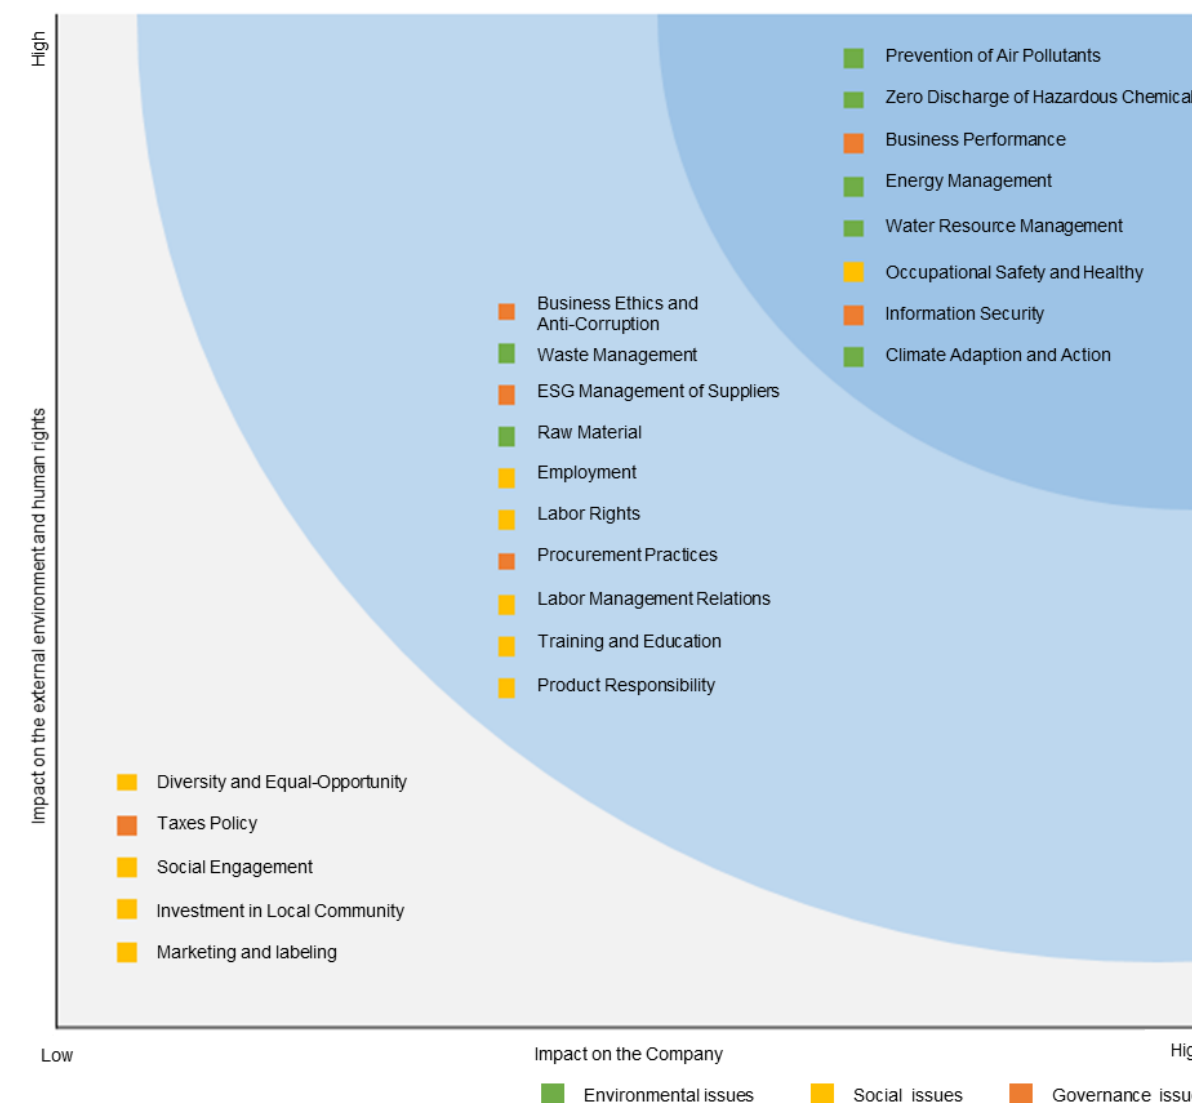 High
Prevention of Air Pollutants
Zero Discharge of Hazardous Chemical
Business Performance
Energy Management
Water Resource Management
Occupational Safety and Healthy
Information Security
Climate Adaption and Action
Business Ethics and
Anti-Corruption
Waste Management
ESG Management of Suppliers
Raw Material
Employment
Labor Rights
Procurement Practices
Labor Management Relations
Training and Education
Product Responsibility
Impact on the external environment and human rights
Diversity and Equal-Opportunity
Taxes Policy
Social Engagement
Investment in Local Community
Marketing and labeling
Low
Impact on the Company
Environmental issues
Social issues
Governance